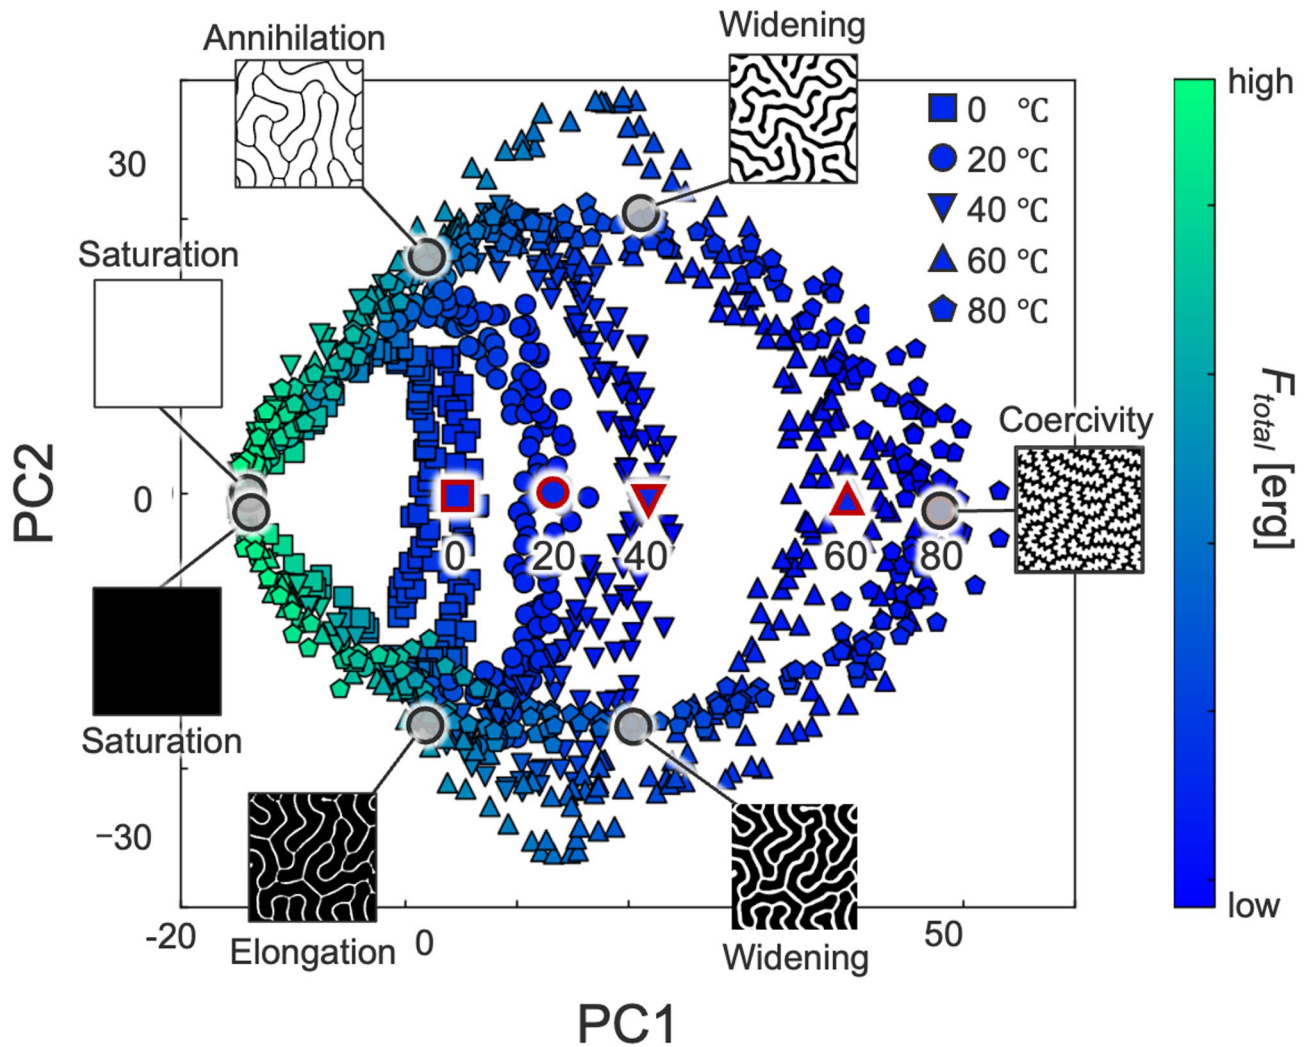 Annihilation
Widening
high
0 ℃
20 ℃
40 ℃
60 ℃
80 ℃
30
Saturation
Coercivity
PC2
0
0
20
40
60
80
F_total [erg]
Saturation
−30
low
-20
Elongation
0
Widening
50
PC1